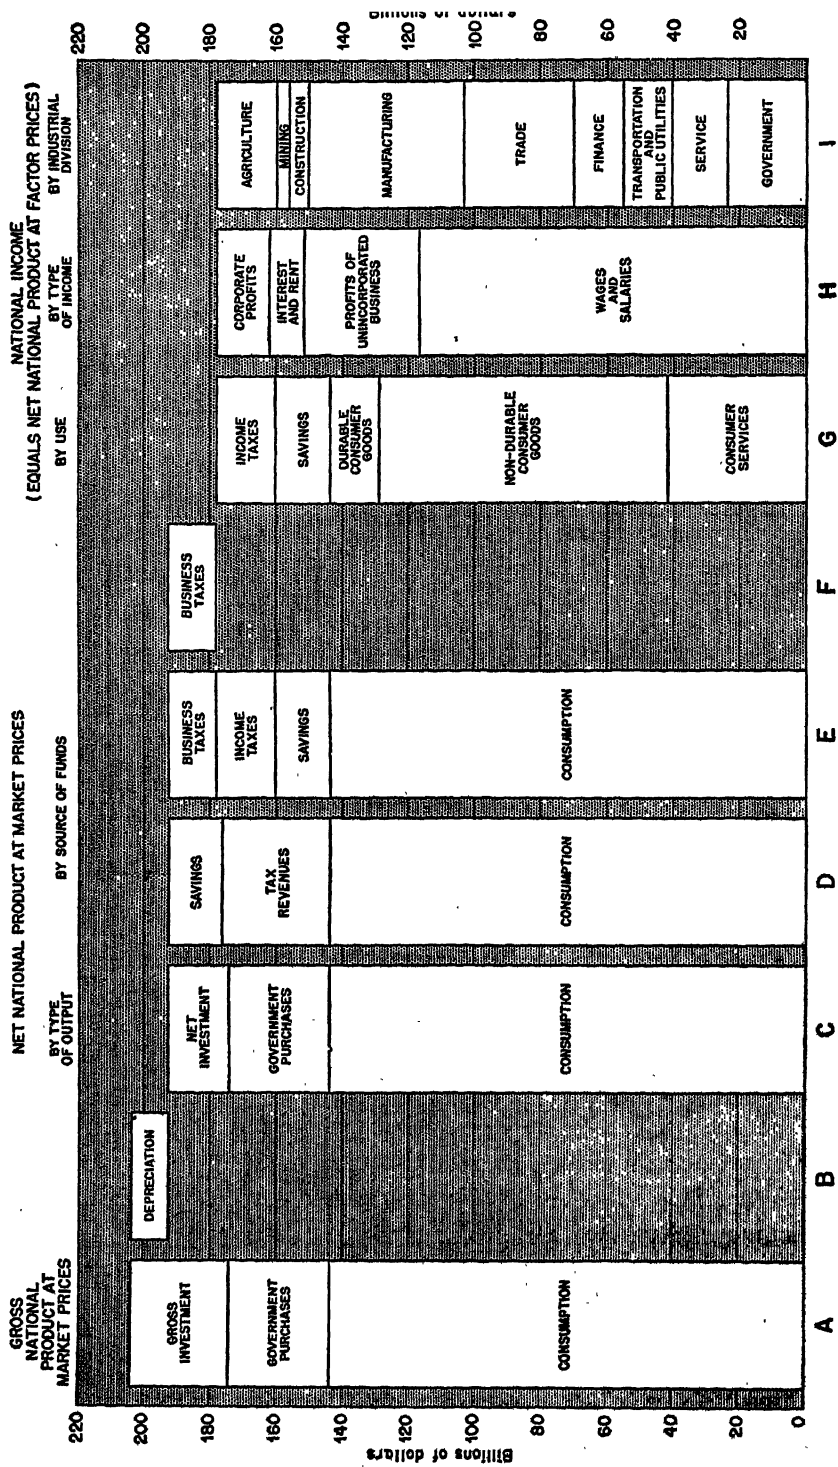 GROSS
NATIONAL
PRODUCT AT
MARKET PRICES
NET NATIONAL PRODUCT AT MARKET PRICES
BY TYPE
OF OUTPUT
BY SOURCE OF FUNDS
NATIONAL INCOME
(EQUALS NET NATIONAL PRODUCT AT FACTOR PRICES)
BY USE
BY TYPE
OF INCOME
BY INDUSTRIAL
DIVISION
Billions of dollars
220
200
180
160
140
120
100
80
60
40
20
0
GROSS
INVESTMENT
GOVERNMENT
PURCHASES
CONSUMPTION
A
DEPRECIATION
B
NET
INVESTMENT
GOVERNMENT
PURCHASES
CONSUMPTION
C
SAVINGS
TAX
REVENUES
CONSUMPTION
D
BUSINESS
TAXES
INCOME
TAXES
SAVINGS
CONSUMPTION
E
BUSINESS
TAXES
F
INCOME
TAXES
SAVINGS
DURABLE
CONSUMER
GOODS
NON-DURABLE
CONSUMER
GOODS
CONSUMER
SERVICES
G
CORPORATE
PROFITS
INTEREST
AND RENT
PROFITS OF
UNINCORPORATED
BUSINESS
WAGES
AND
SALARIES
H
AGRICULTURE
MINING
CONSTRUCTION
MANUFACTURING
TRADE
FINANCE
TRANSPORTATION
AND
PUBLIC UTILITIES
SERVICE
GOVERNMENT
I
Billions of dollars
220
200
180
160
140
120
100
80
60
40
20